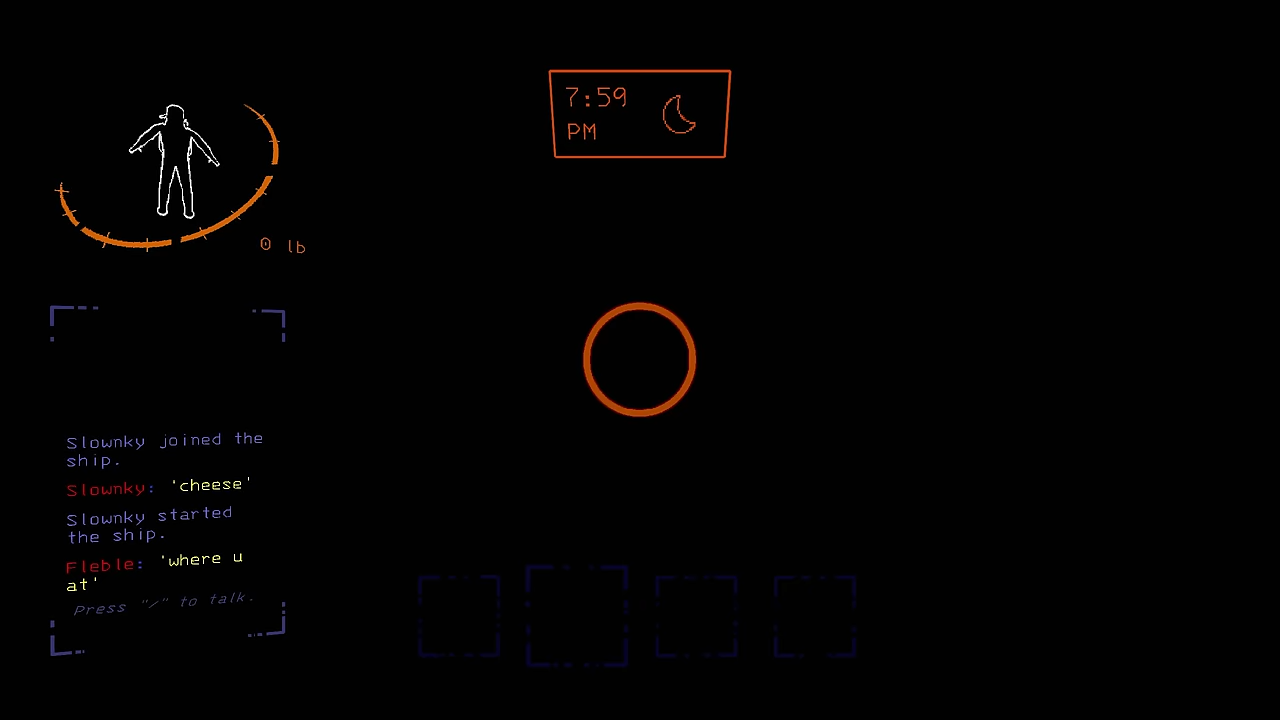 7:59
PM
0 lb
Slownky joined the
ship.
Slownky: 'cheese'
Slownky started
the ship.
Fleble: 'where u
at'
Press "/" to talk.